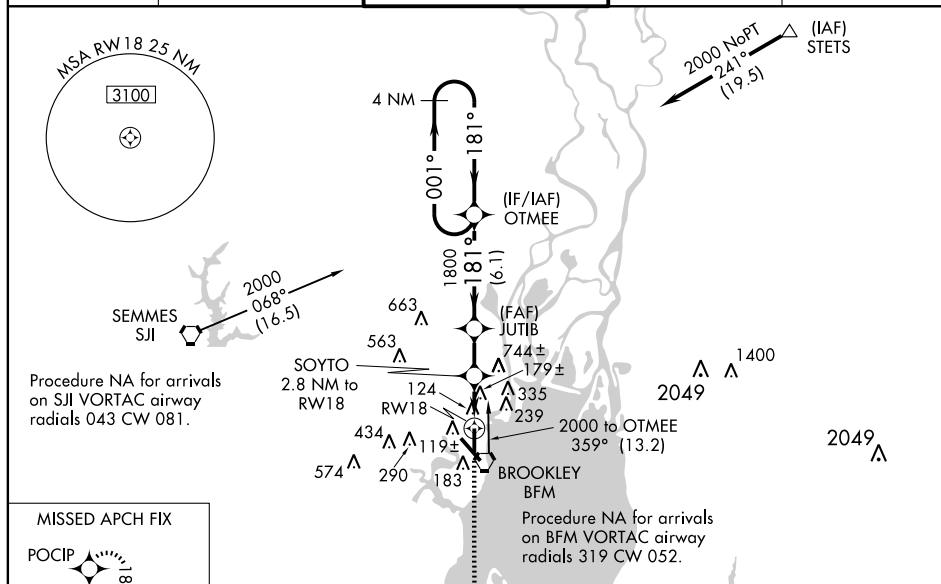 MSA RW18 25 NM
3100
2000 NoPT
241°
(19.5)
(IAF)
STETS
4 NM
001°
181°
(IF/IAF)
OTMEE
1800
181°
(6.1)
2000
068°
(16.5)
SEMMES
SJI
663
(FAF)
JUTIB
563
744±
179±
SOYTO
2.8 NM to
RW18
124
335
239
1400
2049
Procedure NA for arrivals
on SJI VORTAC airway
radials 043 CW 081.
RW18
434
119±
2000 to OTMEE
359° (13.2)
2049
574
290
183
BROOKLEY
BFM
Procedure NA for arrivals
on BFM VORTAC airway
radials 319 CW 052.
MISSED APCH FIX
POCIP